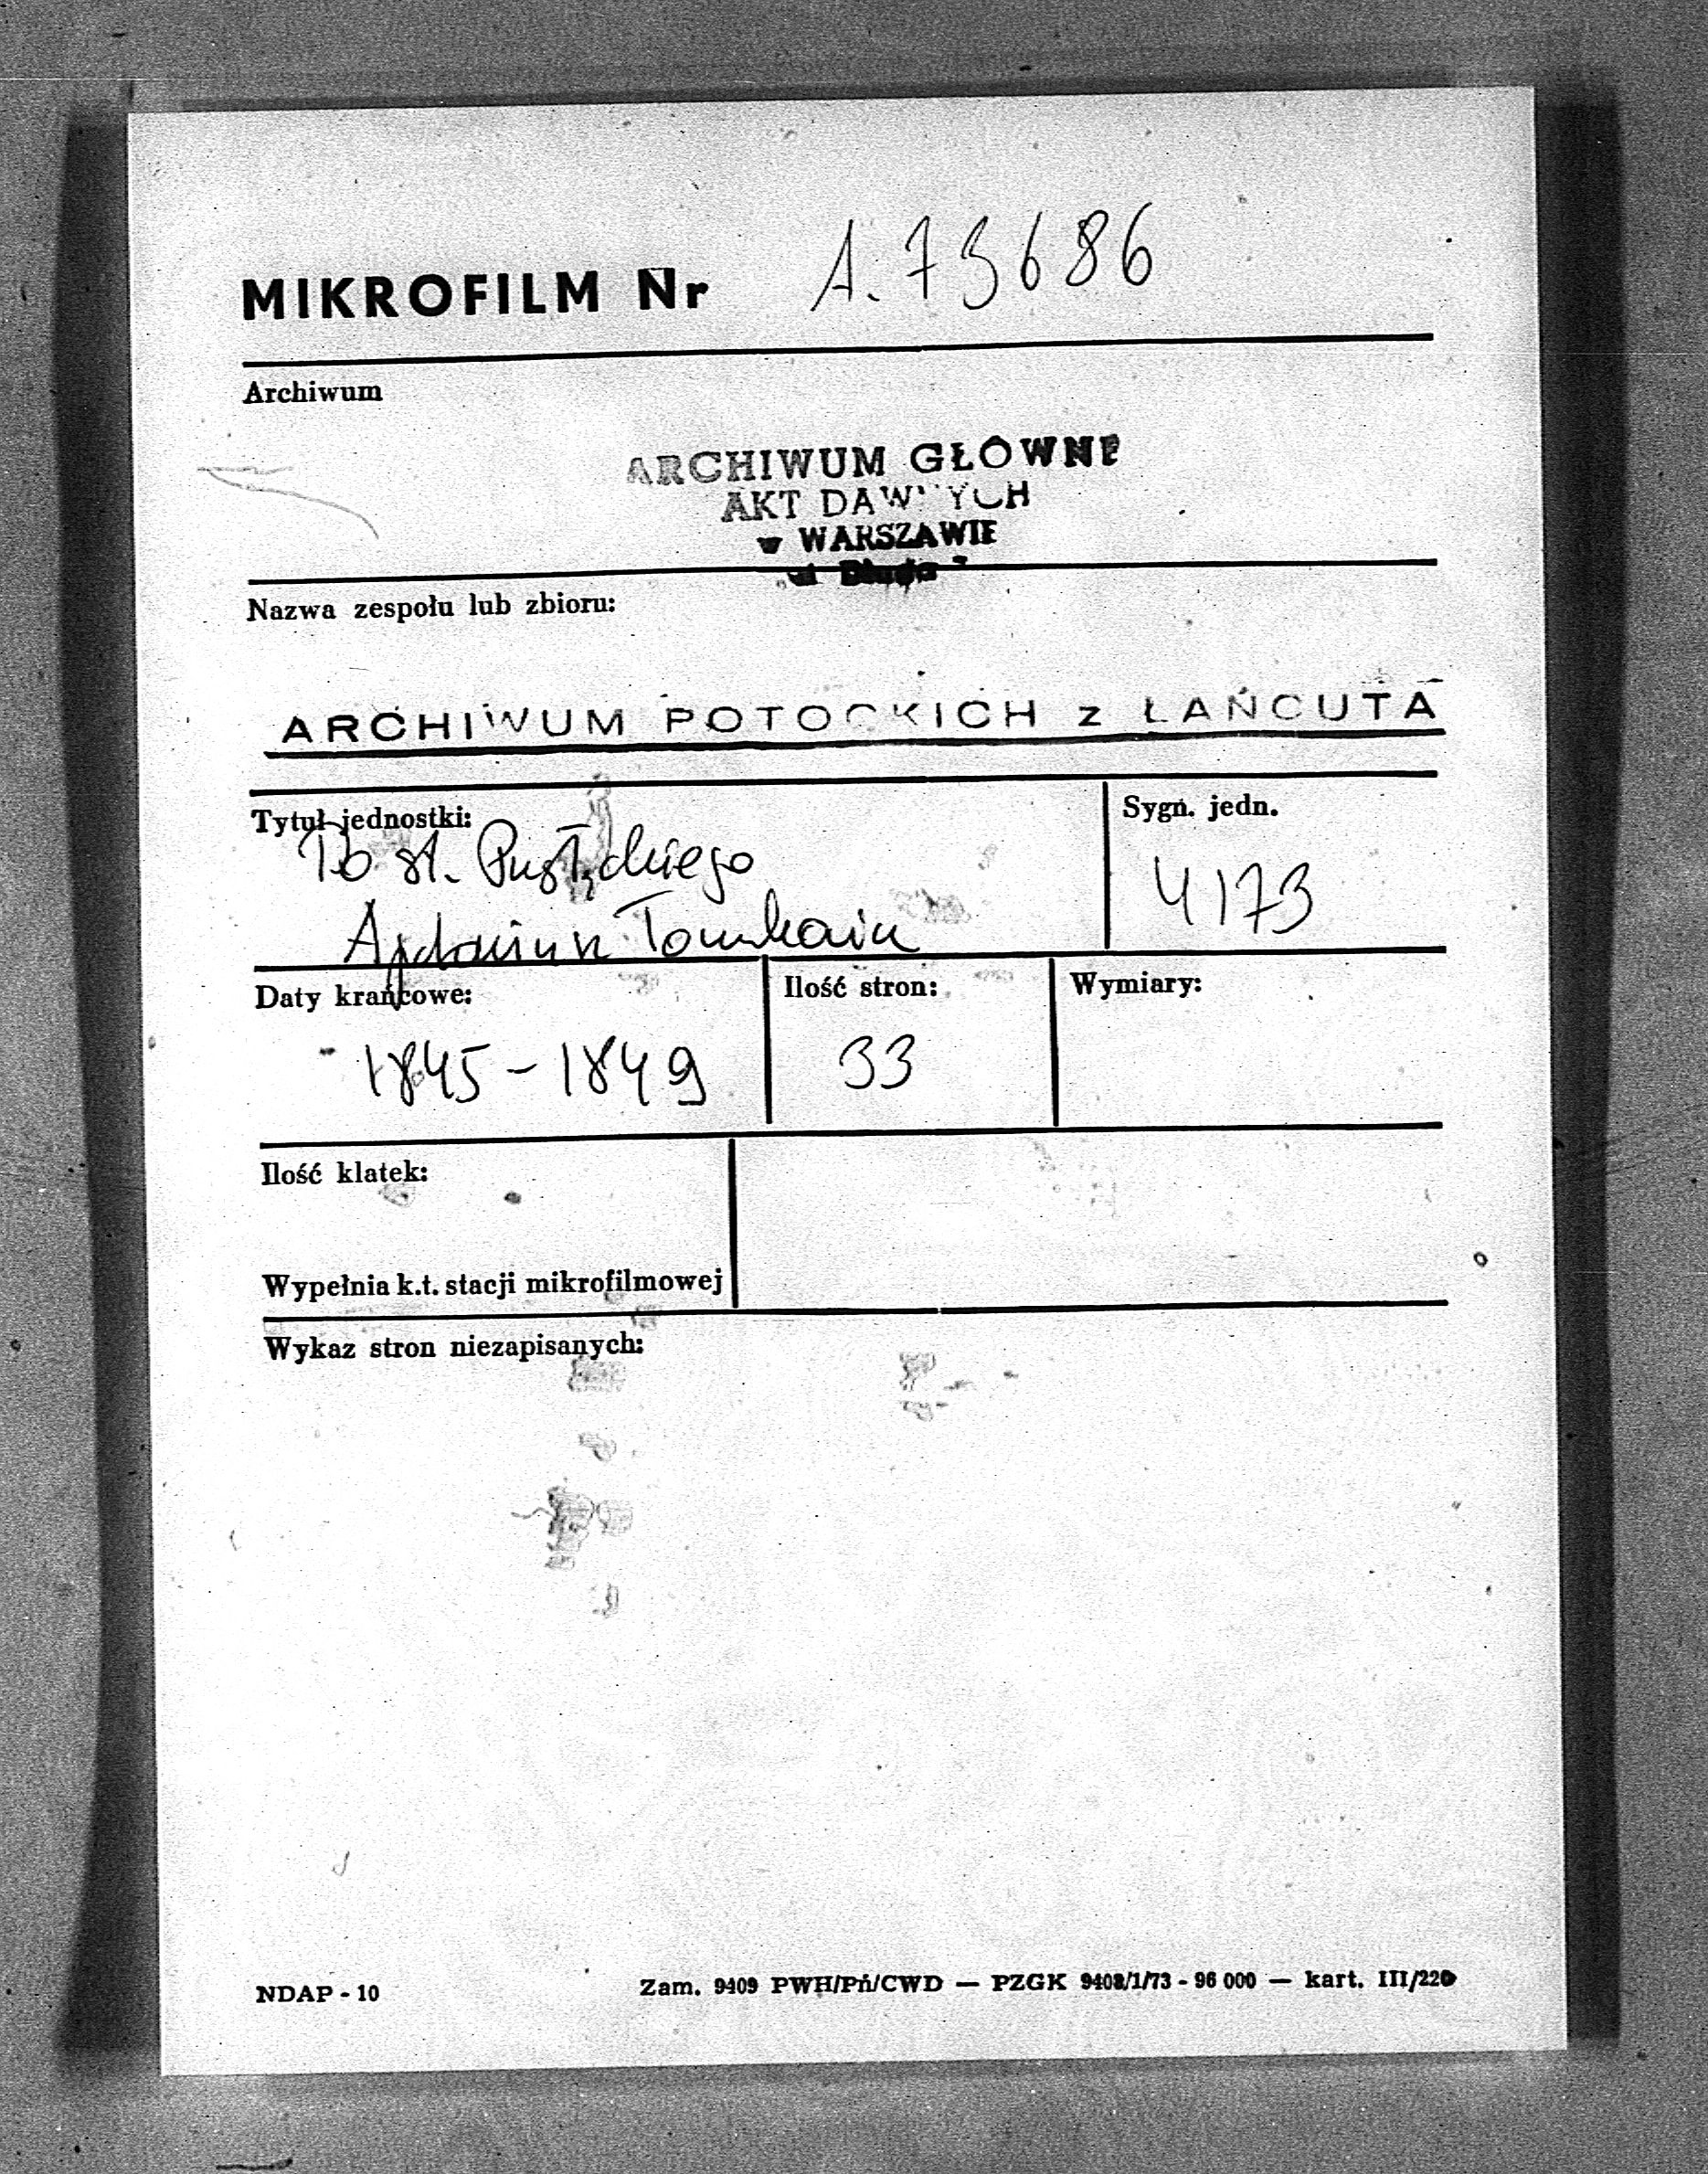 MIKROFILM Nr A.73686
Archiwum
ARCHIWUM GŁÓWNE
AKT DAWNYCH
w WARSZAWIE
Nazwa zespołu lub zbioru:
ARCHIWUM POTOCKICH z ŁAŃCUTA
Tytuł jednostki: Sygn. jedn.
st. 4173
Daty krańcowe: Ilość stron: Wymiary:
1845-1849 33
Ilość klatek:
Wypełnia k.t. stacji mikrofilmowej
Wykaz stron niezapisanych:
NDAP - 10 Zam. 9409 PWH/Pń/CWD — PZGK 9408/1/73 - 96 000 — kart. III/220